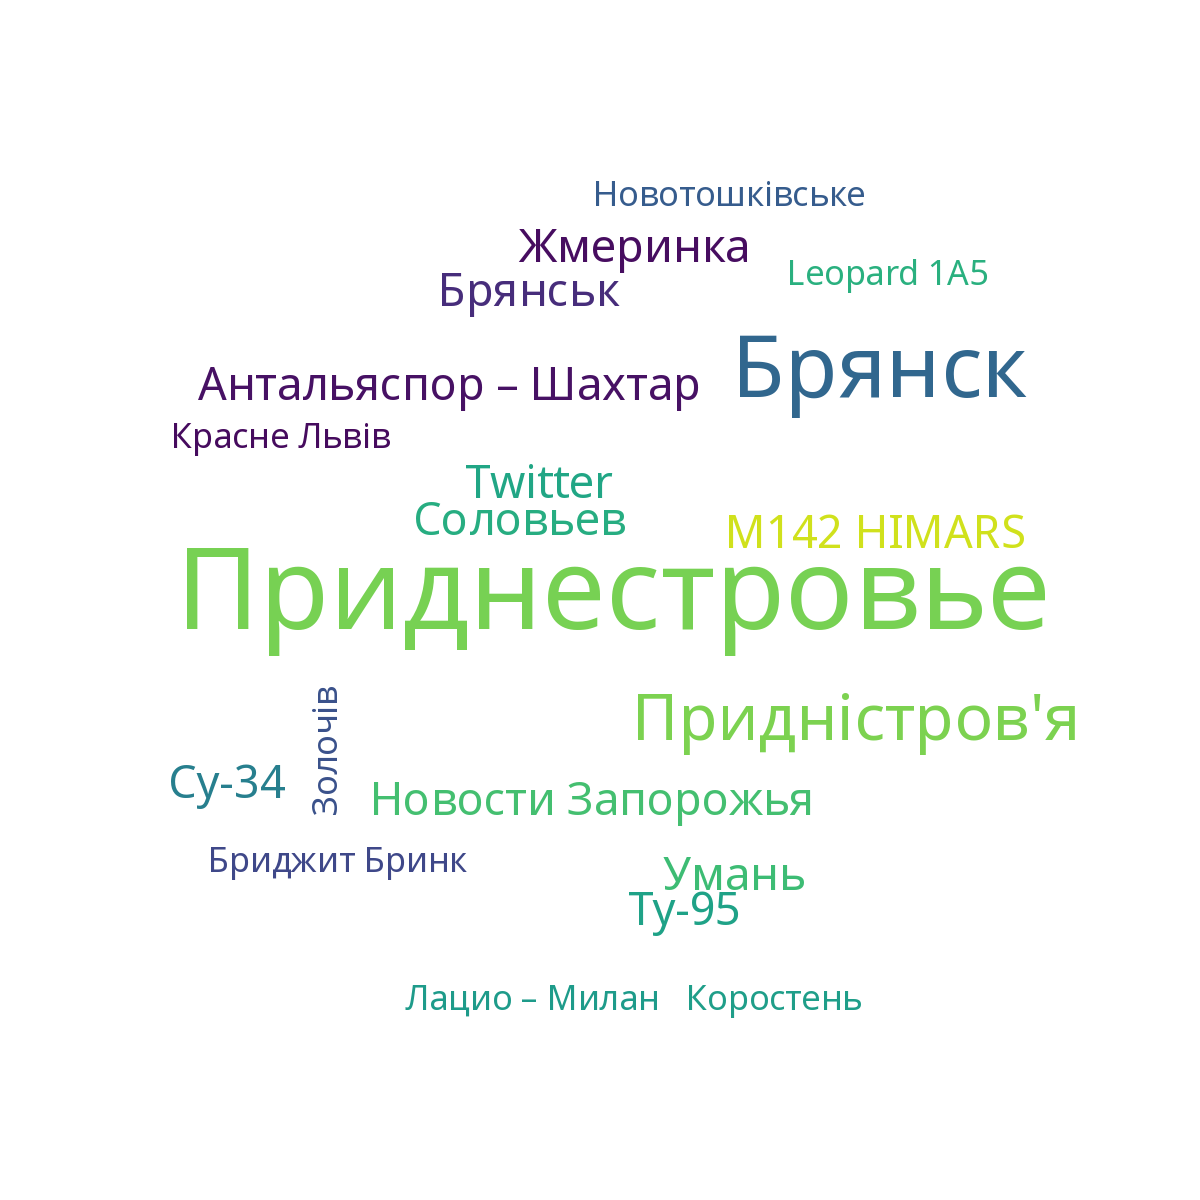 Новотошківське
Жмеринка
Leopard 1A5
Брянськ
Брянск
Антальяспор – Шахтар
Красне Львів
Twitter
Соловьев
M142 HIMARS
Приднестровье
Придністров'я
Золочів
Су-34
Новости Запорожья
Бриджит Бринк
Умань
Ту-95
Лацио – Милан
Коростень